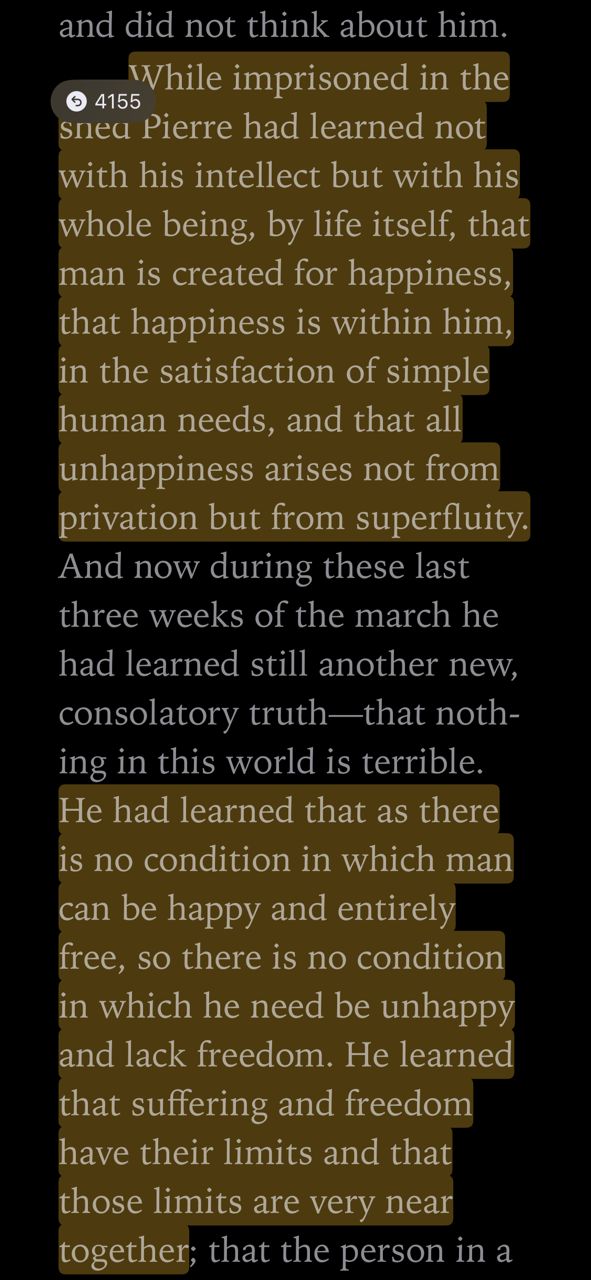 and did not think about him.
While imprisoned in the
4155
shed Pierre had learned not
with his intellect but with his
whole being, by life itself, that
man is created for happiness,
that happiness is within him,
in the satisfaction of simple
human needs, and that all
unhappiness arises not from
privation but from superfluity.
And now during these last
three weeks of the march he
had learned still another new,
consolatory truth—that noth-
ing in this world is terrible.
He had learned that as there
is no condition in which man
can be happy and entirely
free, so there is no condition
in which he need be unhappy
and lack freedom. He learned
that suffering and freedom
have their limits and that
those limits are very near
together; that the person in a